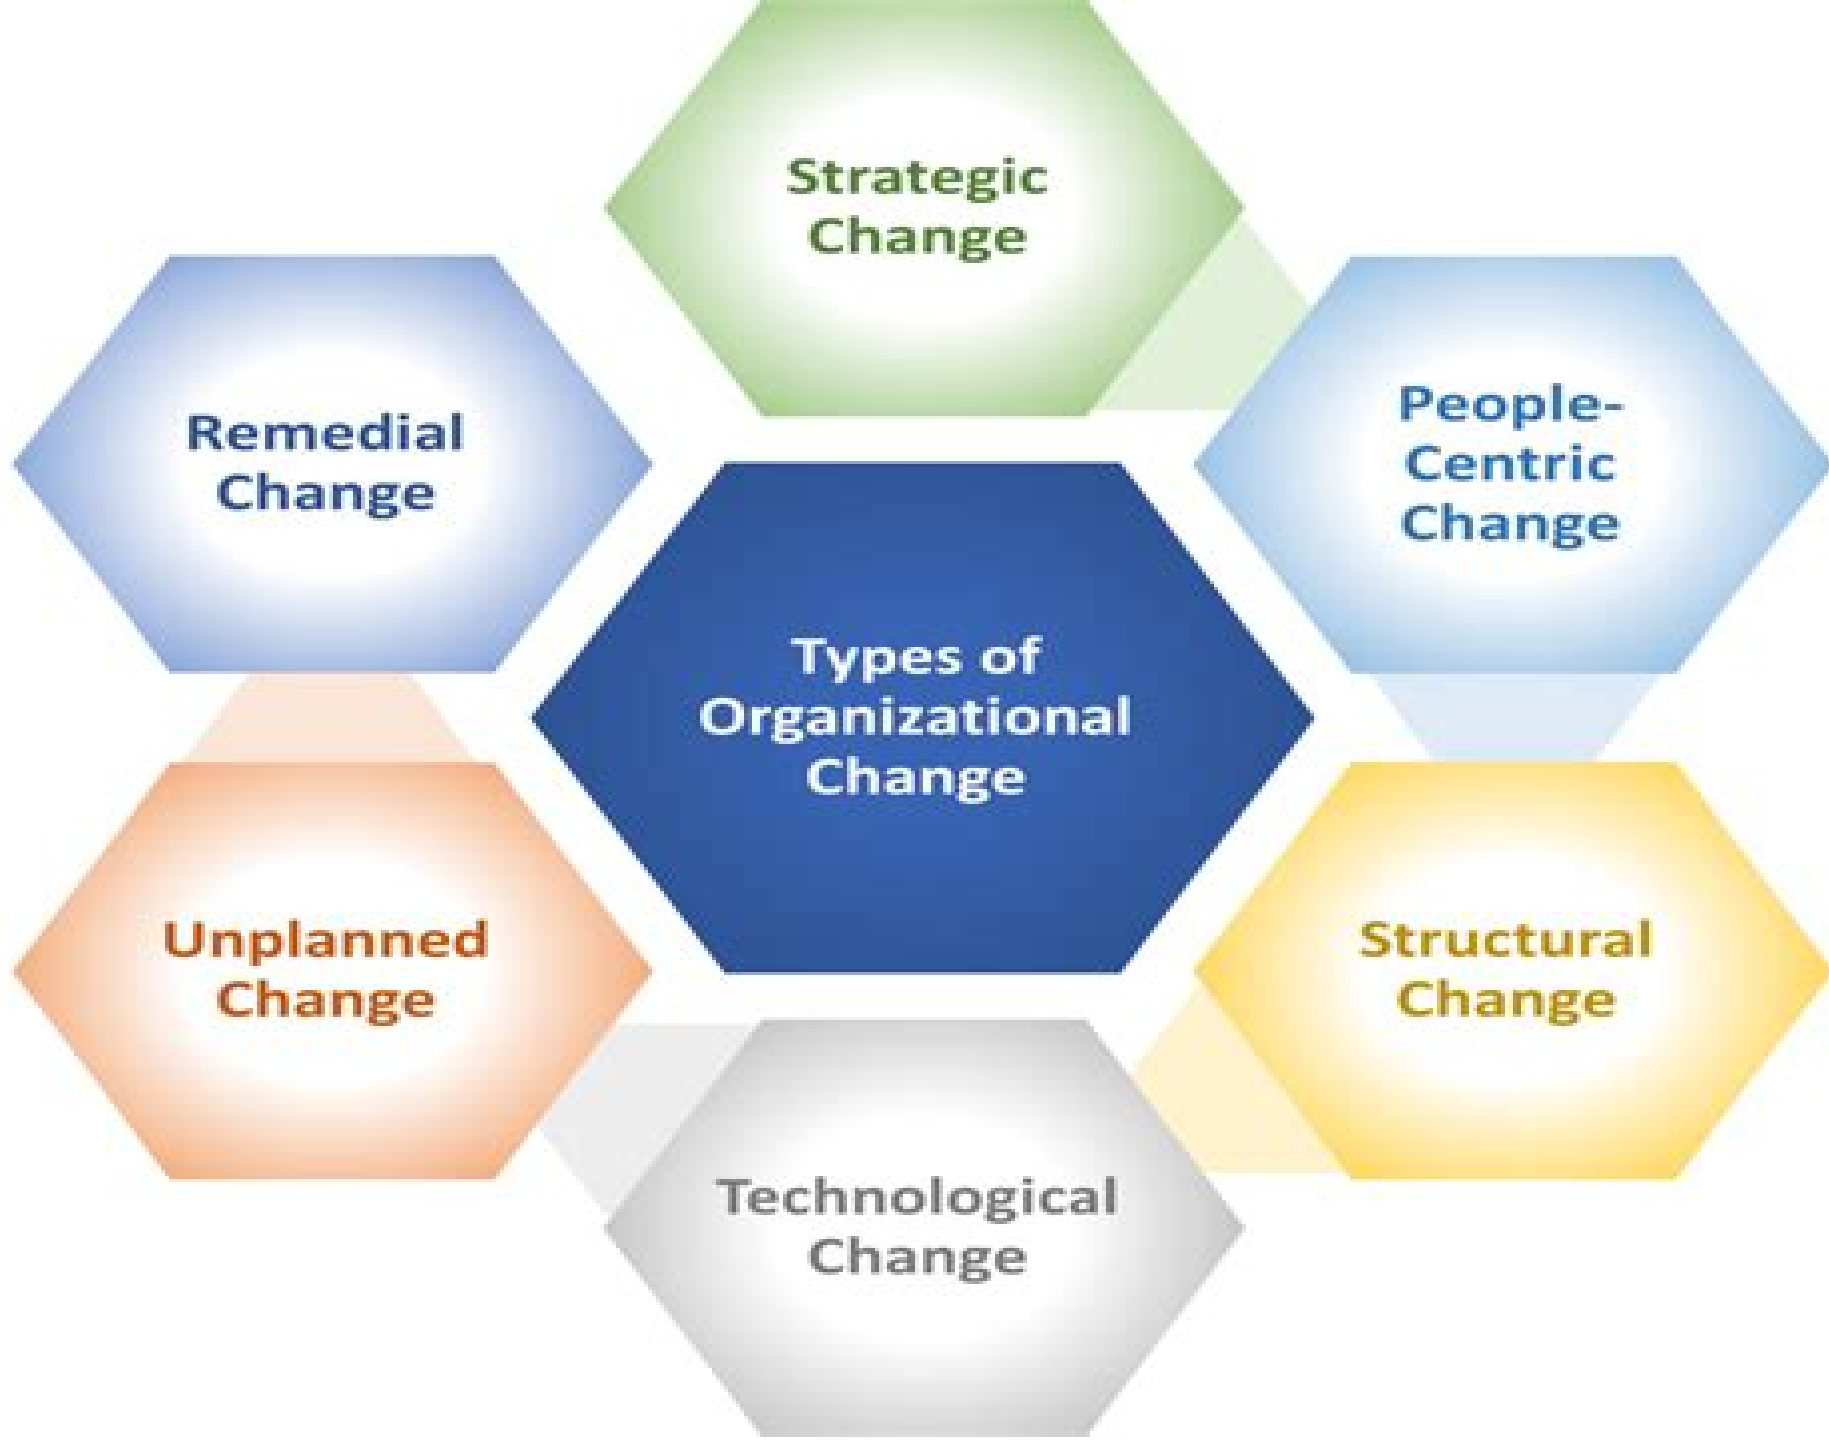 Strategic
Change
People-
Centric
Change
Structural
Change
Technological
Change
Unplanned
Change
Remedial
Change
Types of
Organizational
Change